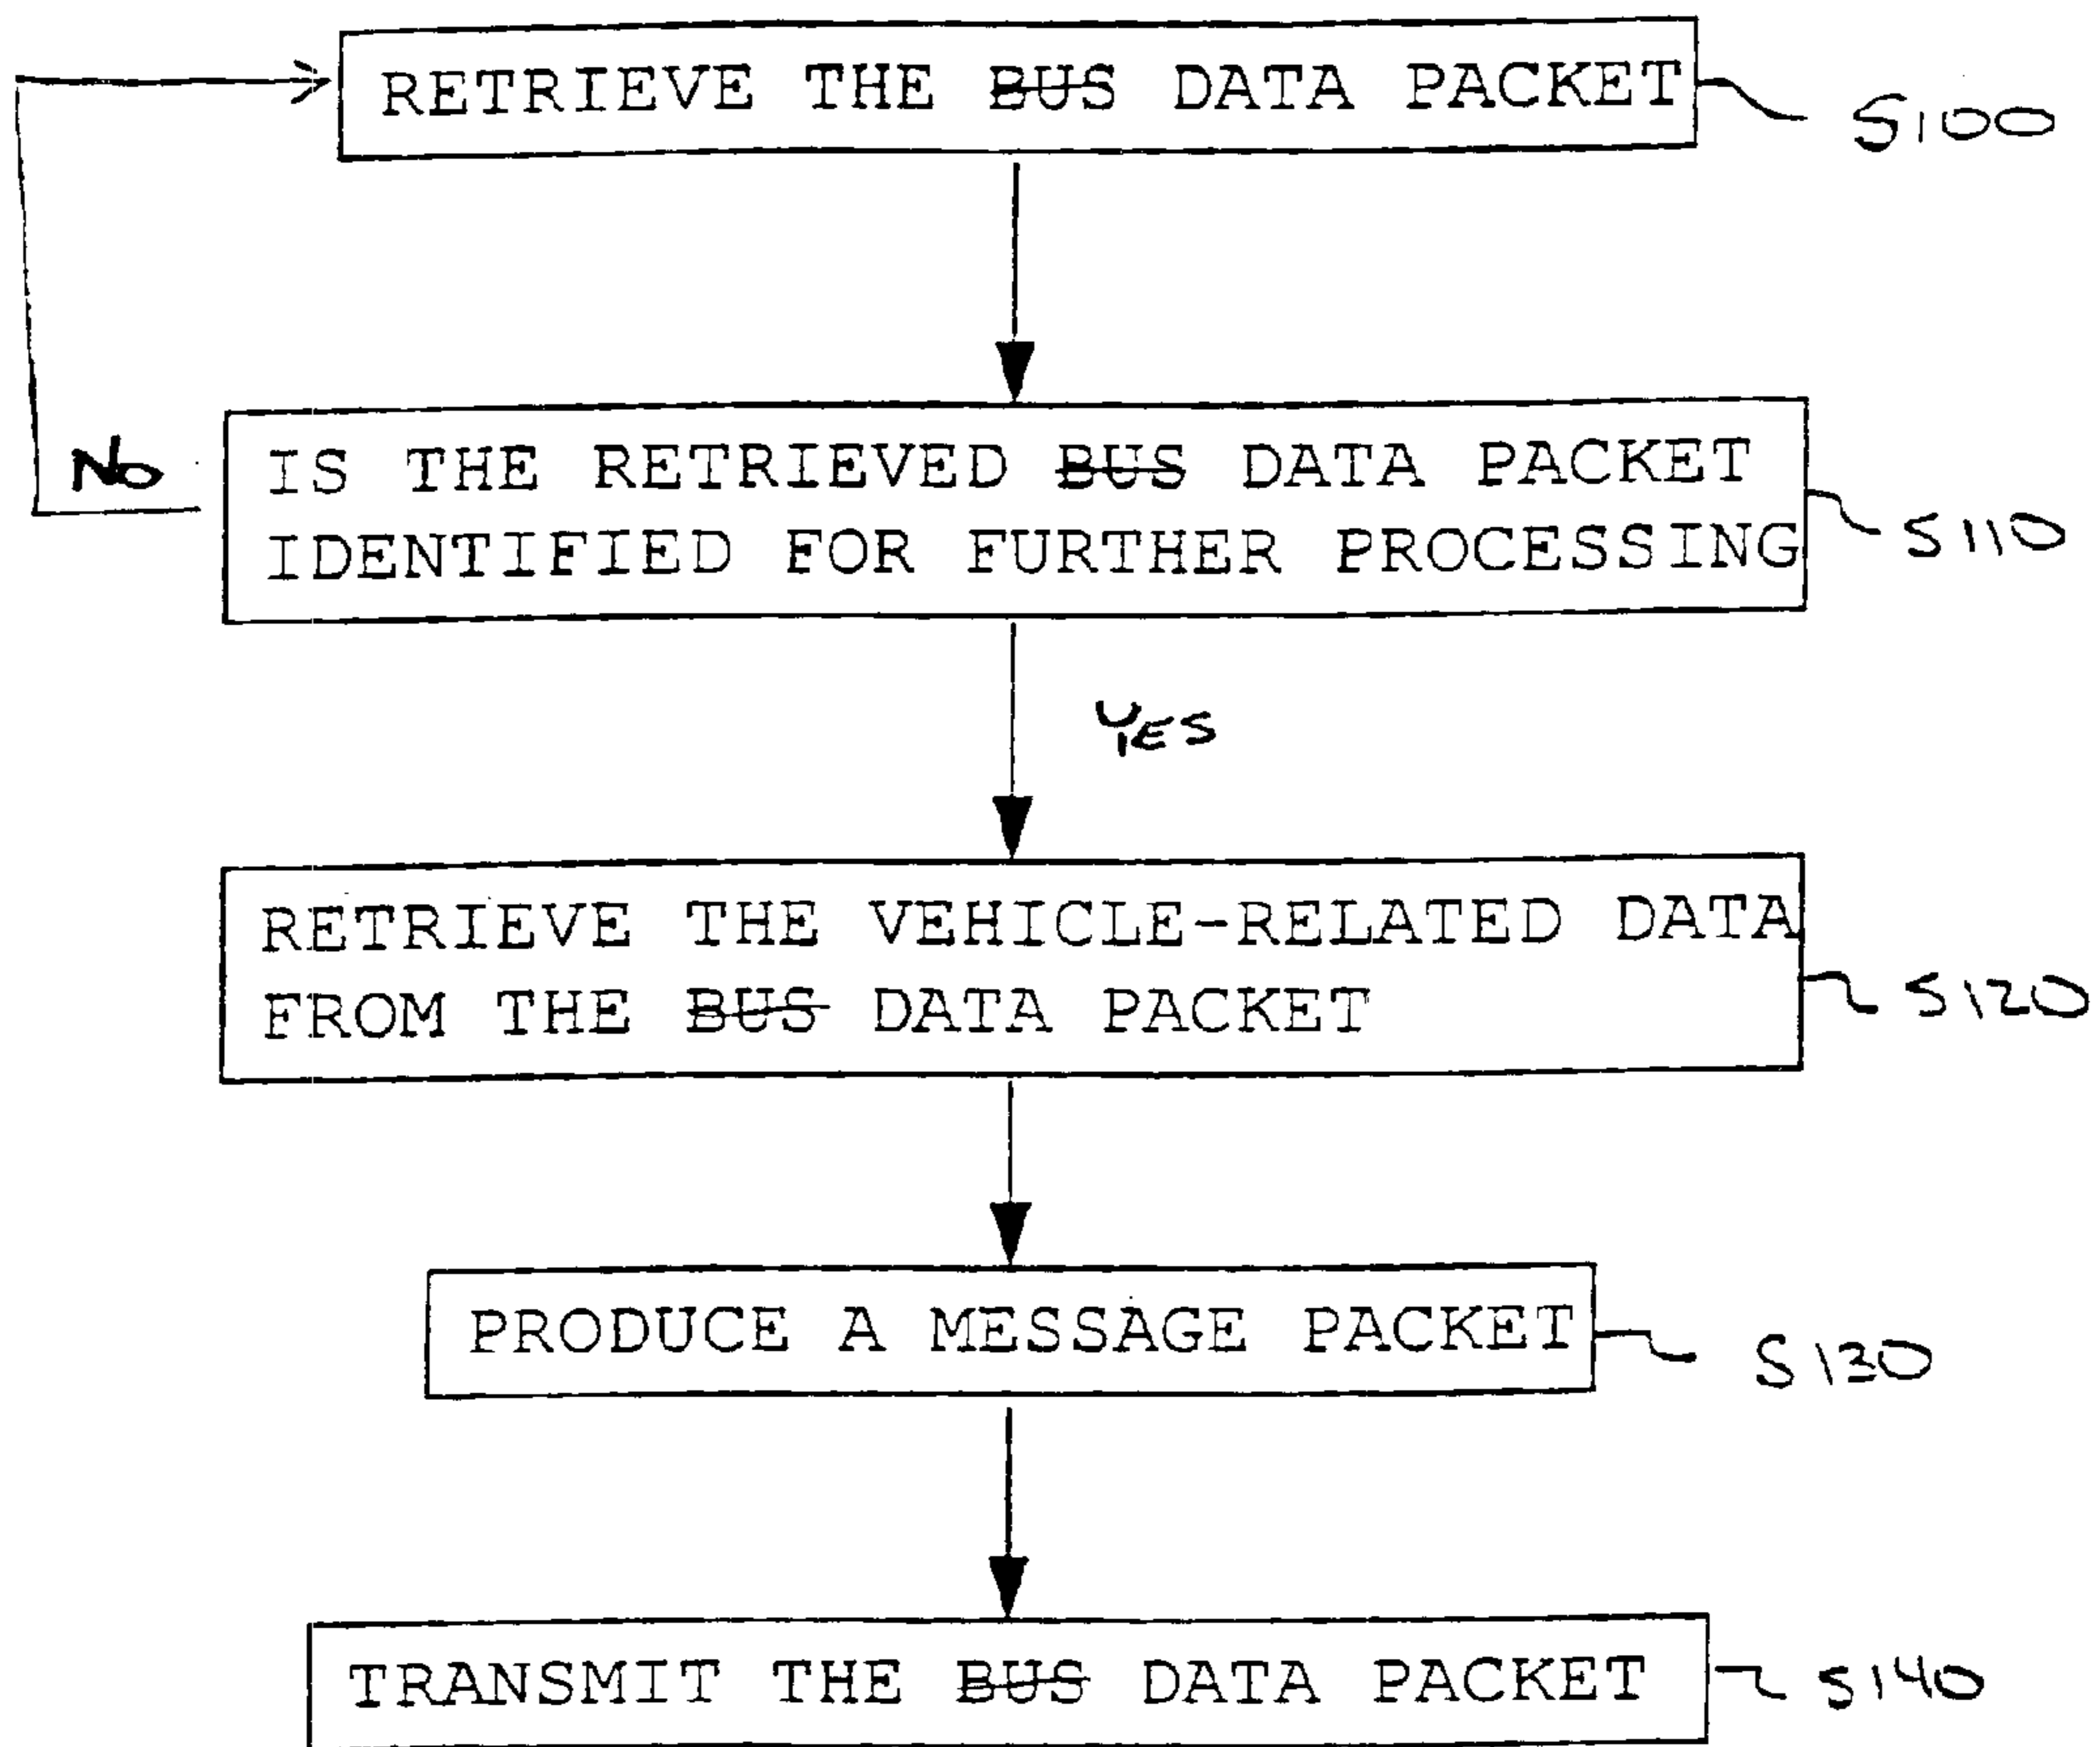 RETRIEVE THE BUS DATA PACKET
S100
No
IS THE RETRIEVED BUS DATA PACKET
IDENTIFIED FOR FURTHER PROCESSING
S110
YES
RETRIEVE THE VEHICLE-RELATED DATA
FROM THE BUS DATA PACKET
S120
PRODUCE A MESSAGE PACKET
S130
TRANSMIT THE BUS DATA PACKET
S140